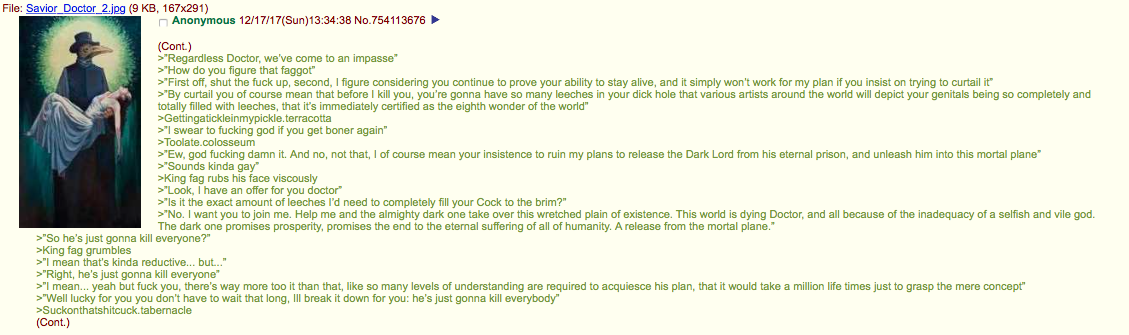 File: Savior_Doctor_2.jpg (9 KB, 167x291)
Anonymous 12/17/17(Sun)13:34:38 No.754113676 ▶
(Cont.)
>"Regardless Doctor, we've come to an impasse"
>"How do you figure that faggot"
>"First off, shut the fuck up, second, I figure considering you continue to prove your ability to stay alive, and it simply won't work for my plan if you insist on trying to curtail it"
>"By curtail you of course mean that before I kill you, you're gonna have so many leeches in your dick hole that various artists around the world will depict your genitals being so completely and
totally filled with leeches, that it's immediately certified as the eighth wonder of the world"
>Gettingatickleinmypickle.terracotta
>"I swear to fucking god if you get boner again"
>Toolate.colosseum
>"Ew, god fucking damn it. And no, not that, I of course mean your insistence to ruin my plans to release the Dark Lord from his eternal prison, and unleash him into this mortal plane"
>"Sounds kinda gay"
>King fag rubs his face viscously
>"Look, I have an offer for you doctor"
>"Is it the exact amount of leeches I'd need to completely fill your Cock to the brim?"
>"No. I want you to join me. Help me and the almighty dark one take over this wretched plain of existence. This world is dying Doctor, and all because of the inadequacy of a selfish and vile god.
The dark one promises prosperity, promises the end to the eternal suffering of all of humanity. A release from the mortal plane."
>"So he's just gonna kill everyone?"
>King fag grumbles
>"I mean that's kinda reductive... but..."
>"Right, he's just gonna kill everyone"
>"I mean... yeah but fuck you, there's way more too it than that, like so many levels of understanding are required to acquiesce his plan, that it would take a million life times just to grasp the mere concept"
>"Well lucky for you you don't have to wait that long, Ill break it down for you: he's just gonna kill everybody"
>Suckonthatshitcuck.tabernacle
(Cont.)